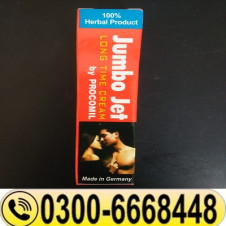 100%
Herbal Product
Jumbo Jet
LONG TIME CREAM
by PROCOMIL
Made in Germany
0300-6668448